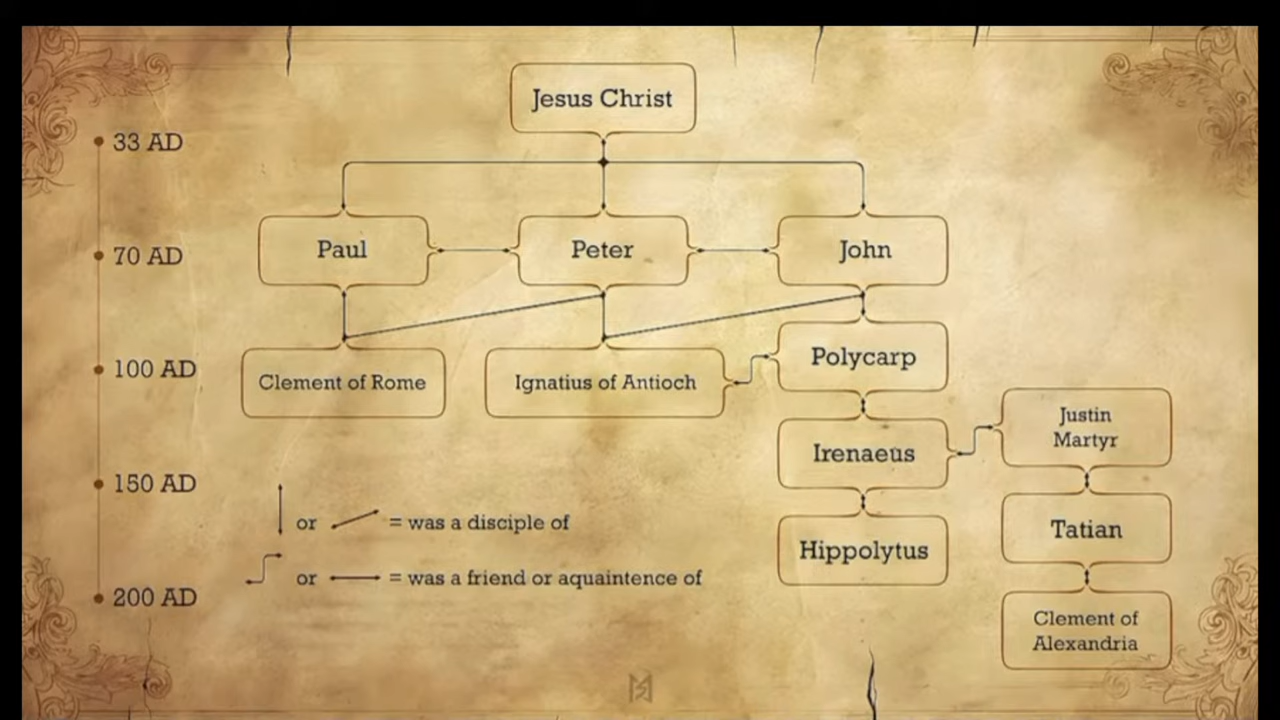 Jesus Christ
33 AD
Paul
Peter
John
70 AD
Polycarp
100 AD
Clement of Rome
Ignatius of Antioch
Justin
Martyr
Irenaeus
150 AD
or
= was a disciple of
Hippolytus
Tatian
or
= was a friend or aquaintence of
200 AD
Clement of
Alexandria